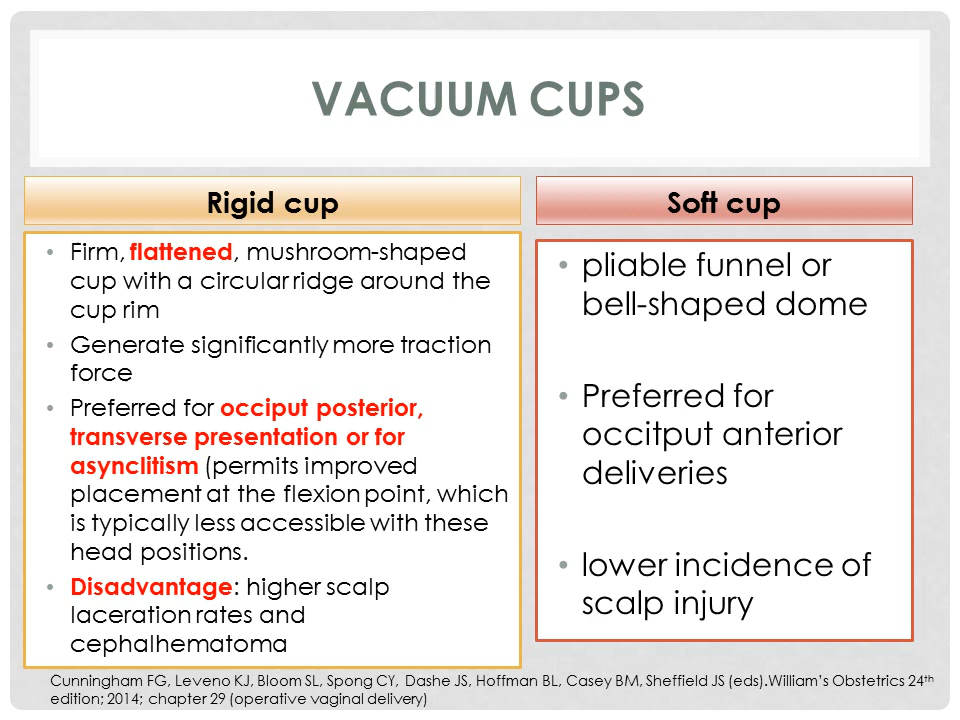 VACUUM CUPS
Rigid cup
• Firm, flattened, mushroom-shaped
cup with a circular ridge around the
cup rim
• Generate significantly more traction
force
• Preferred for occiput posterior,
transverse presentation or for
asynclitism (permits improved
placement at the flexion point, which
is typically less accessible with these
head positions.
• Disadvantage: higher scalp
laceration rates and
cephalhematoma
Soft cup
• pliable funnel or
bell-shaped dome
• Preferred for
occitput anterior
deliveries
• lower incidence of
scalp injury
Cunningham FG, Leveno KJ, Bloom SL, Spong CY, Dashe JS, Hoffman BL, Casey BM, Sheffield JS (eds).William’s Obstetrics 24th
edition; 2014; chapter 29 (operative vaginal delivery)